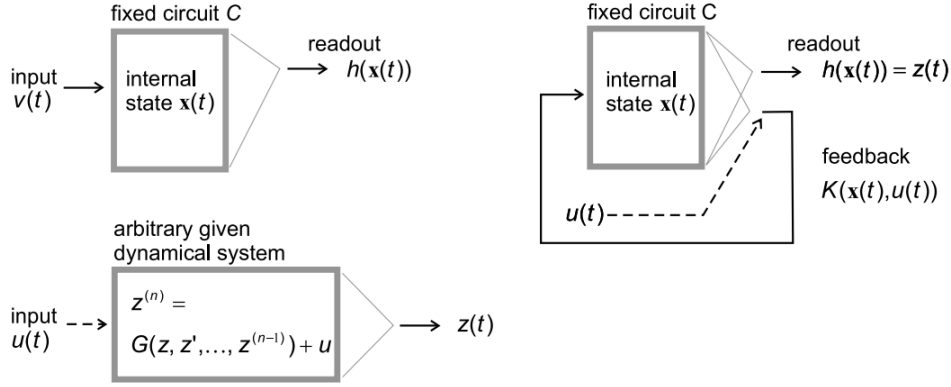 fixed circuit C
input
v(t)
internal
state x(t)
readout
h(x(t))
fixed circuit C
internal
state x(t)
readout
h(x(t)) = z(t)
feedback
K(x(t),u(t))
u(t)
arbitrary given
dynamical system
input
u(t)
z⁽ⁿ⁾ =
G(z, z',..., z⁽ⁿ⁻¹⁾) + u
z(t)